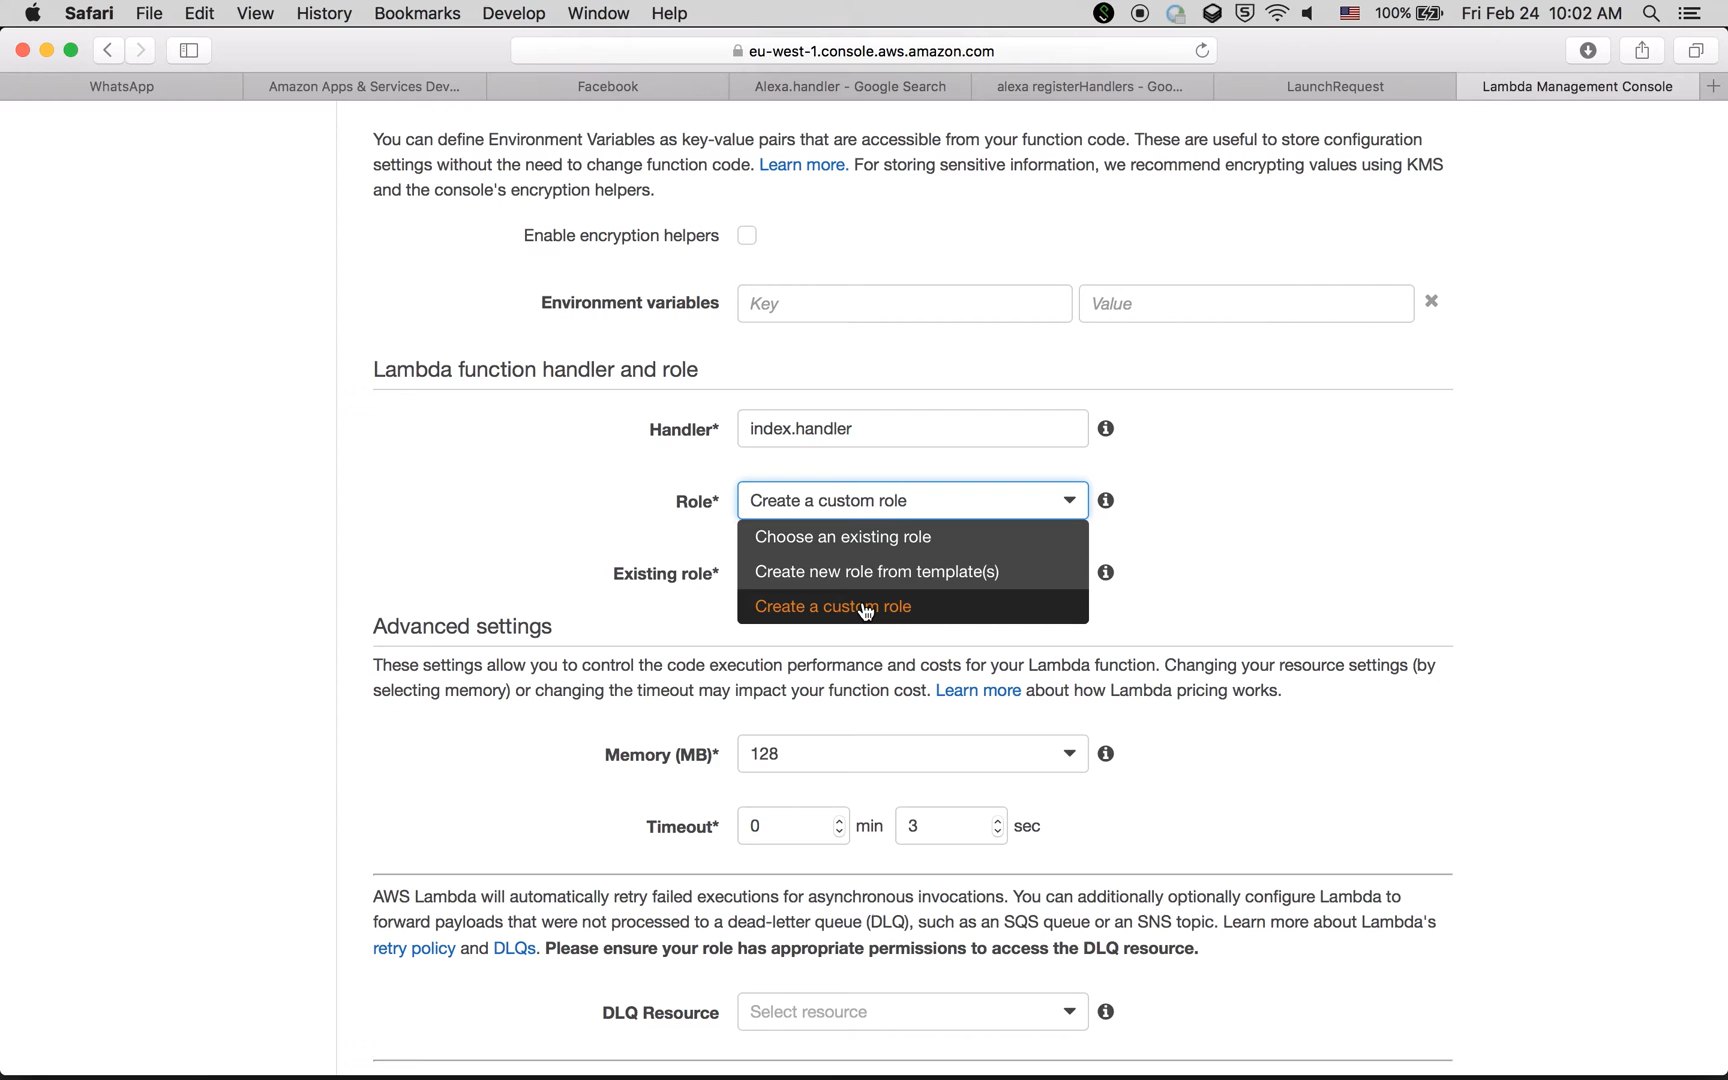 Safari File Edit View History Bookmarks Develop Window Help 100% Fri Feb 24 10:02 AM
eu-west-1.console.aws.amazon.com
WhatsApp Amazon Apps & Services Dev... Facebook Alexa.handler - Google Search alexa registerHandlers - Goo... LaunchRequest Lambda Management Console
You can define Environment Variables as key-value pairs that are accessible from your function code. These are useful to store configuration
settings without the need to change function code. Learn more. For storing sensitive information, we recommend encrypting values using KMS
and the console's encryption helpers.
Enable encryption helpers
Environment variables Key Value
Lambda function handler and role
Handler* index.handler
Role* Create a custom role
Choose an existing role
Create new role from template(s)
Existing role*
Create a custom role
Advanced settings
These settings allow you to control the code execution performance and costs for your Lambda function. Changing your resource settings (by
selecting memory) or changing the timeout may impact your function cost. Learn more about how Lambda pricing works.
Memory (MB)* 128
Timeout* 0 min 3 sec
AWS Lambda will automatically retry failed executions for asynchronous invocations. You can additionally optionally configure Lambda to
forward payloads that were not processed to a dead-letter queue (DLQ), such as an SQS queue or an SNS topic. Learn more about Lambda's
retry policy and DLQs. Please ensure your role has appropriate permissions to access the DLQ resource.
DLQ Resource Select resource